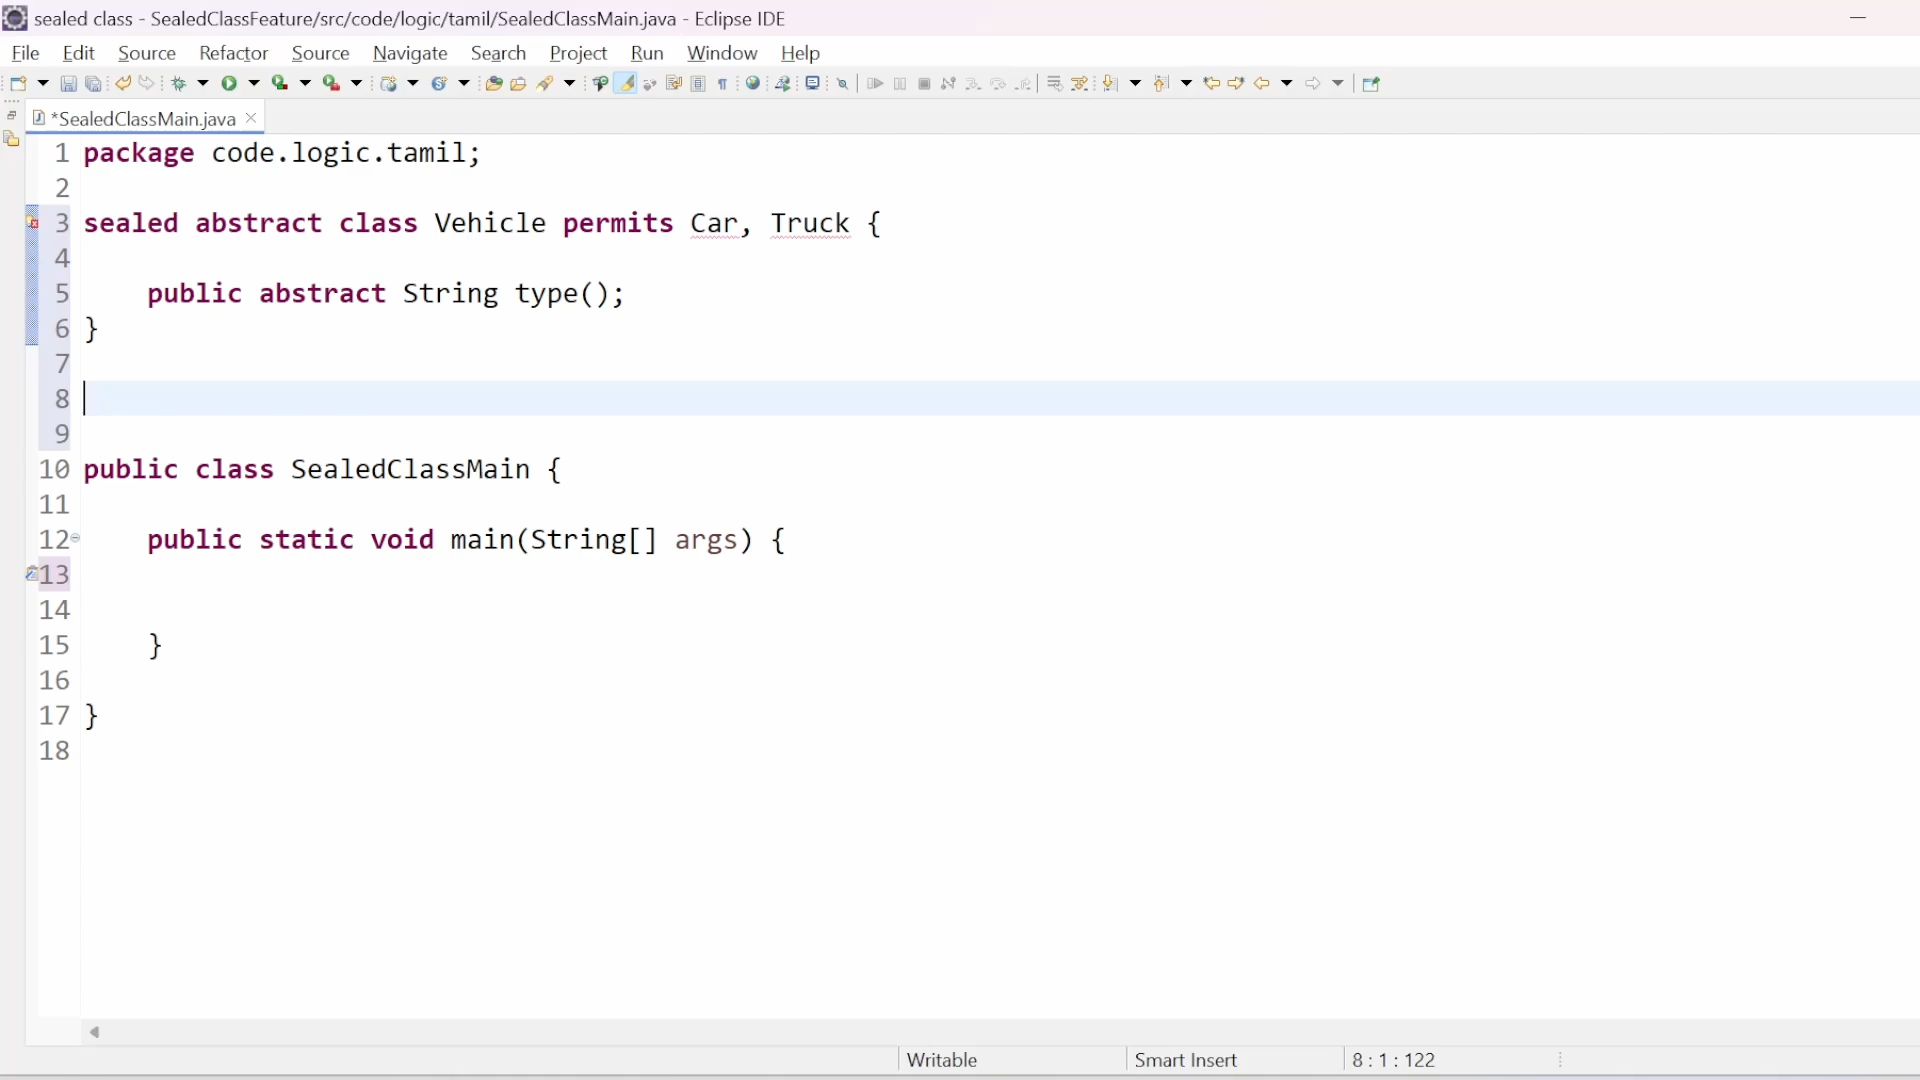 sealed class - SealedClassFeature/src/code/logic/tamil/SealedClassMain.java - Eclipse IDE
File Edit Source Refactor Source Navigate Search Project Run Window Help
*SealedClassMain.java
1 package code.logic.tamil;
2
3 sealed abstract class Vehicle permits Car, Truck {
4
5 public abstract String type();
6 }
7
8
9
10 public class SealedClassMain {
11
12 public static void main(String[] args) {
13
14
15 }
16
17 }
18
Writable Smart Insert 8 : 1 : 122